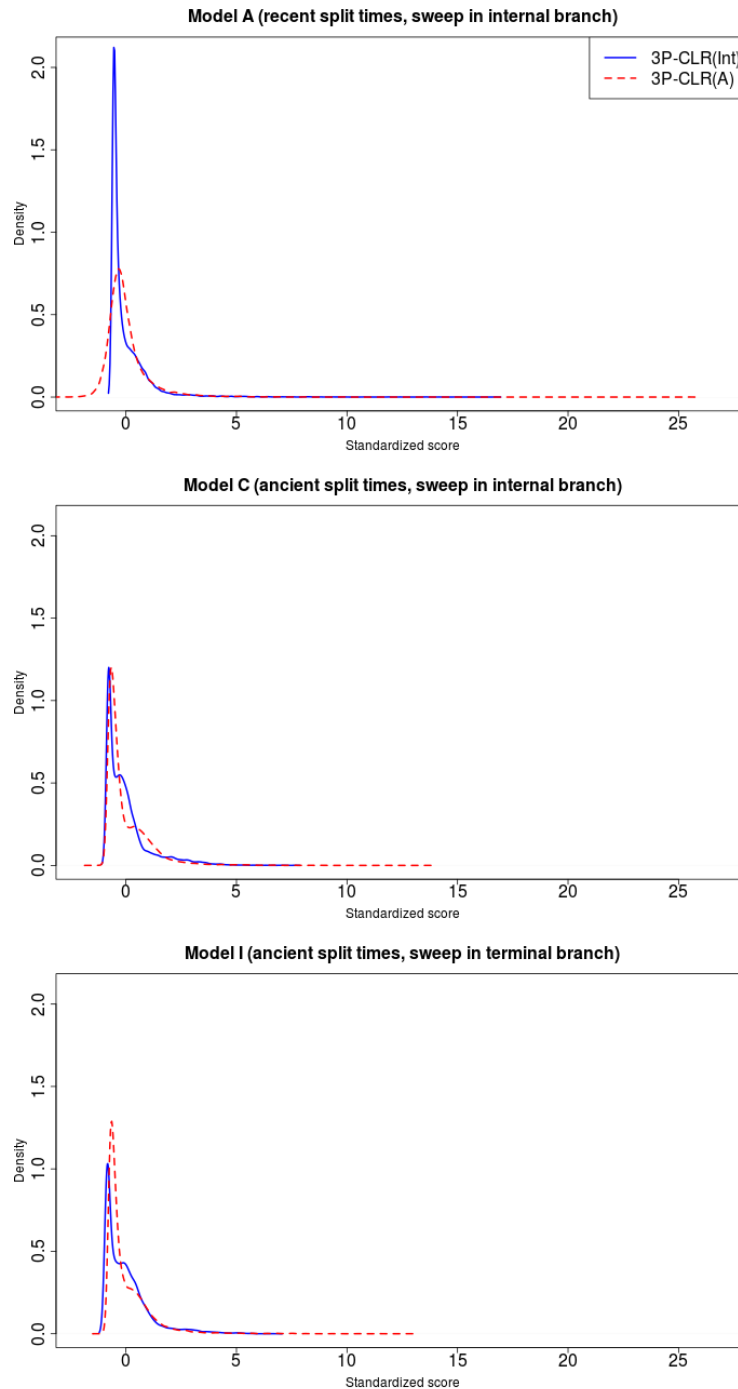 Model A (recent split times, sweep in internal branch)
3P-CLR(Int)
3P-CLR(A)
2.0
1.5
1.0
0.5
0.0
Density
0 5 10 15 20 25
Standardized score
Model C (ancient split times, sweep in internal branch)
2.0
1.5
1.0
0.5
0.0
Density
0 5 10 15 20 25
Standardized score
Model I (ancient split times, sweep in terminal branch)
2.0
1.5
1.0
0.5
0.0
Density
0 5 10 15 20 25
Standardized score